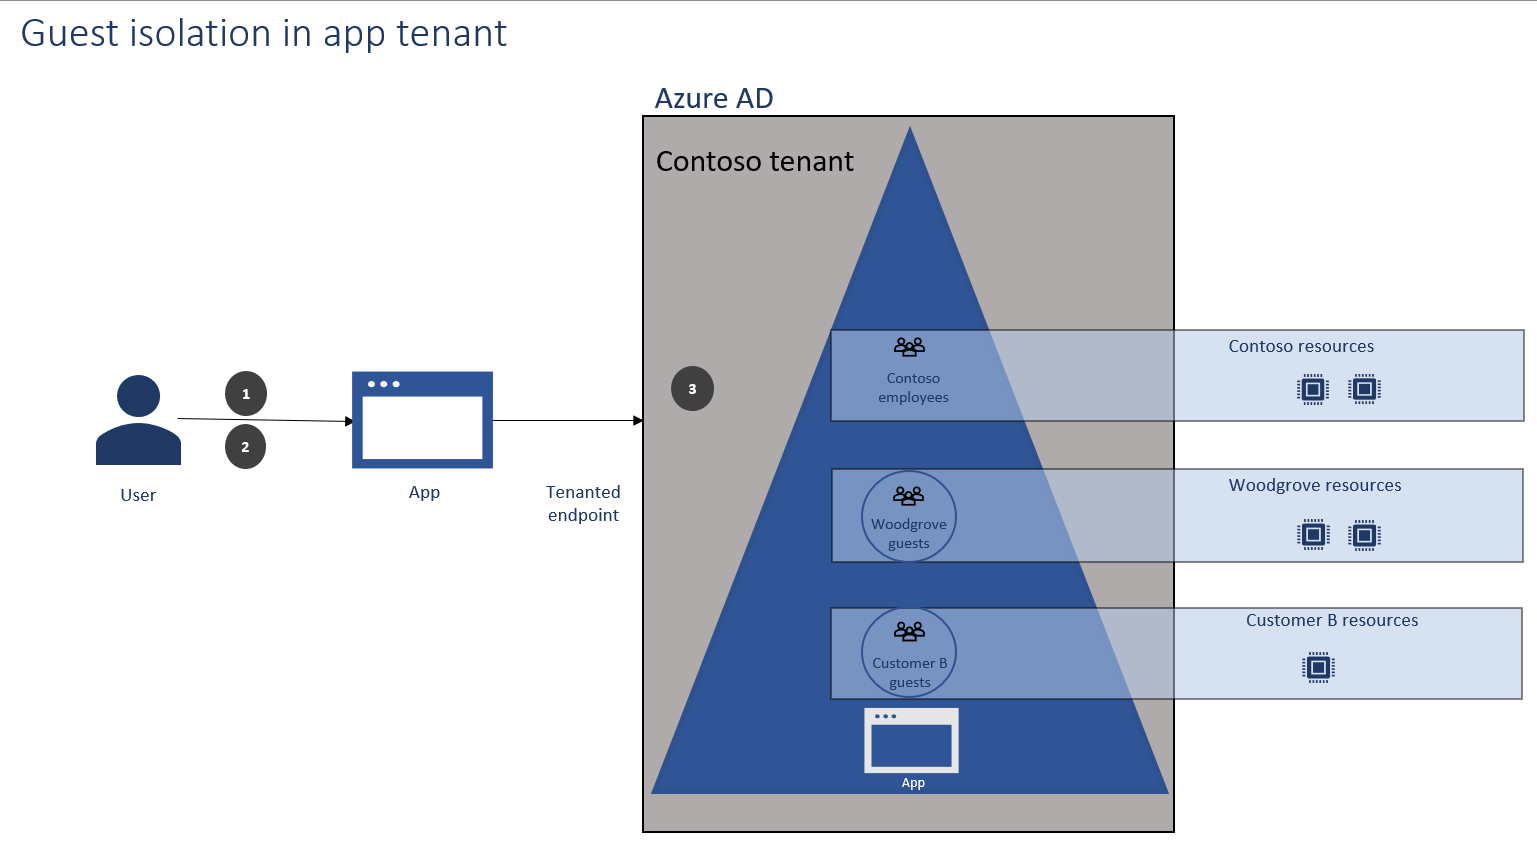 Guest isolation in app tenant
Azure AD
Contoso tenant
1
2
3
User
App
Tenanted
endpoint
Contoso
employees
Contoso resources
Woodgrove
guests
Woodgrove resources
Customer B
guests
Customer B resources
App